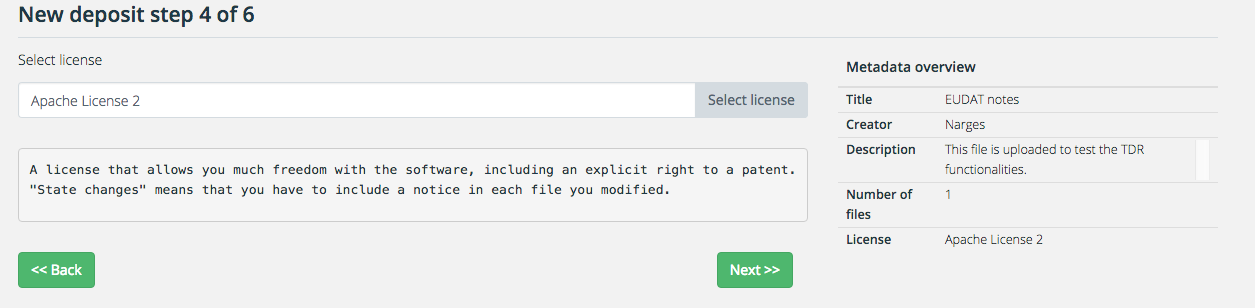 New deposit step 4 of 6
Select license
Apache License 2
Select license
A license that allows you much freedom with the software, including an explicit right to a patent.
"State changes" means that you have to include a notice in each file you modified.
<< Back
Next >>
Metadata overview
Title EUDAT notes
Creator Narges
Description This file is uploaded to test the TDR
functionalities.
Number of 1
files
License Apache License 2